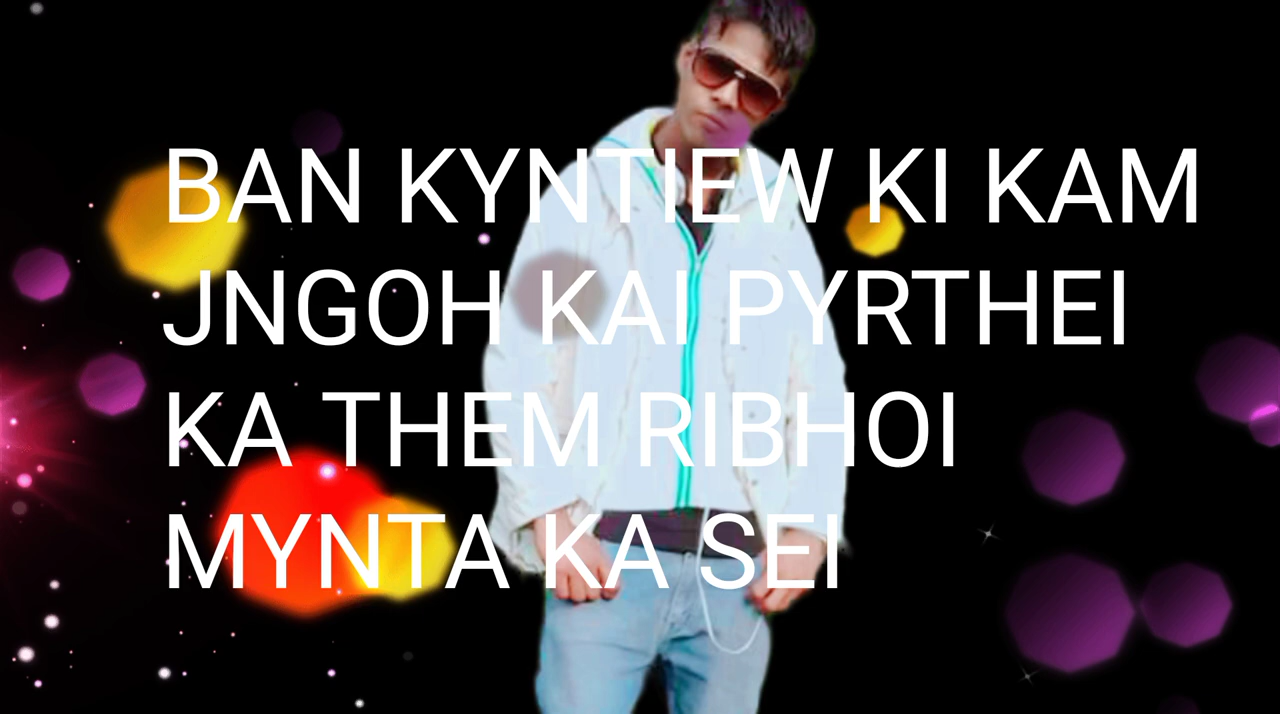 BAN KYNTIEW KI KAM
JNGOH KAI PYRTHEI
KA THEM RIBHOI
MYNTA KA SEI